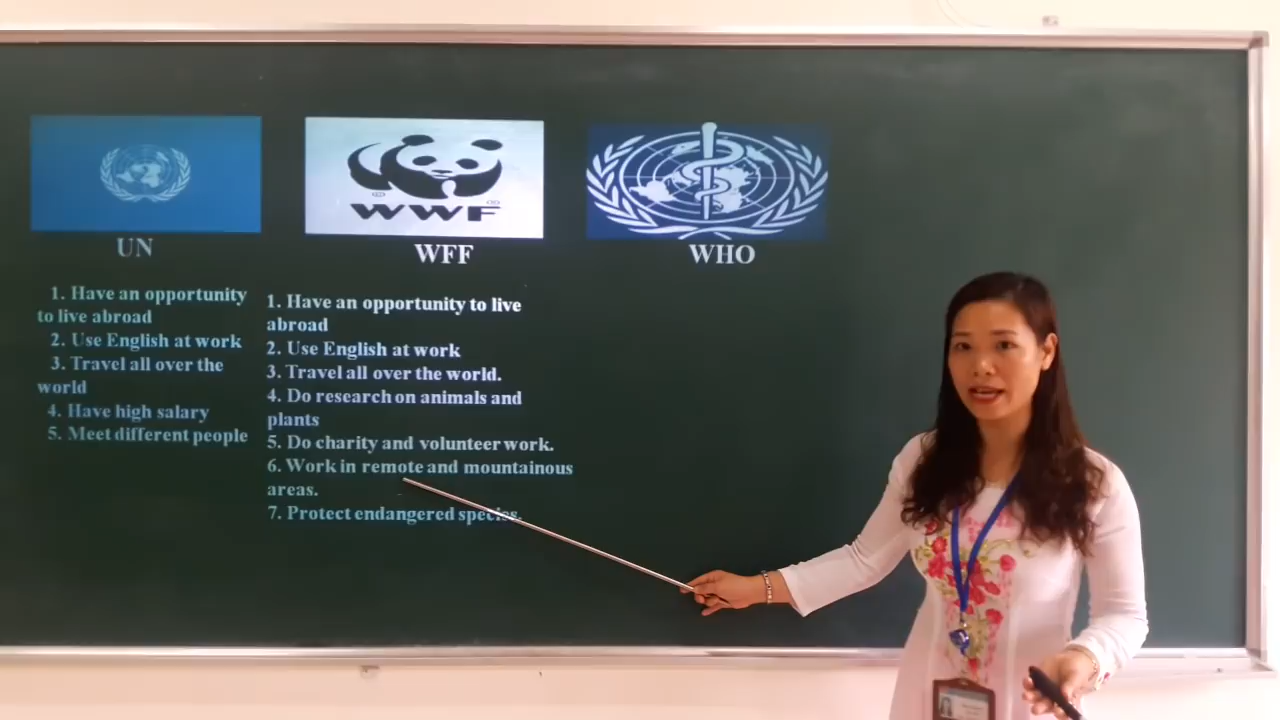 WWF
UN
WFF
WHO
1. Have an opportunity
to live abroad
2. Use English at work
3. Travel all over the
world
4. Have high salary
5. Meet different people
1. Have an opportunity to live
abroad
2. Use English at work
3. Travel all over the world.
4. Do research on animals and
plants
5. Do charity and volunteer work.
6. Work in remote and mountainous
areas.
7. Protect endangered species.